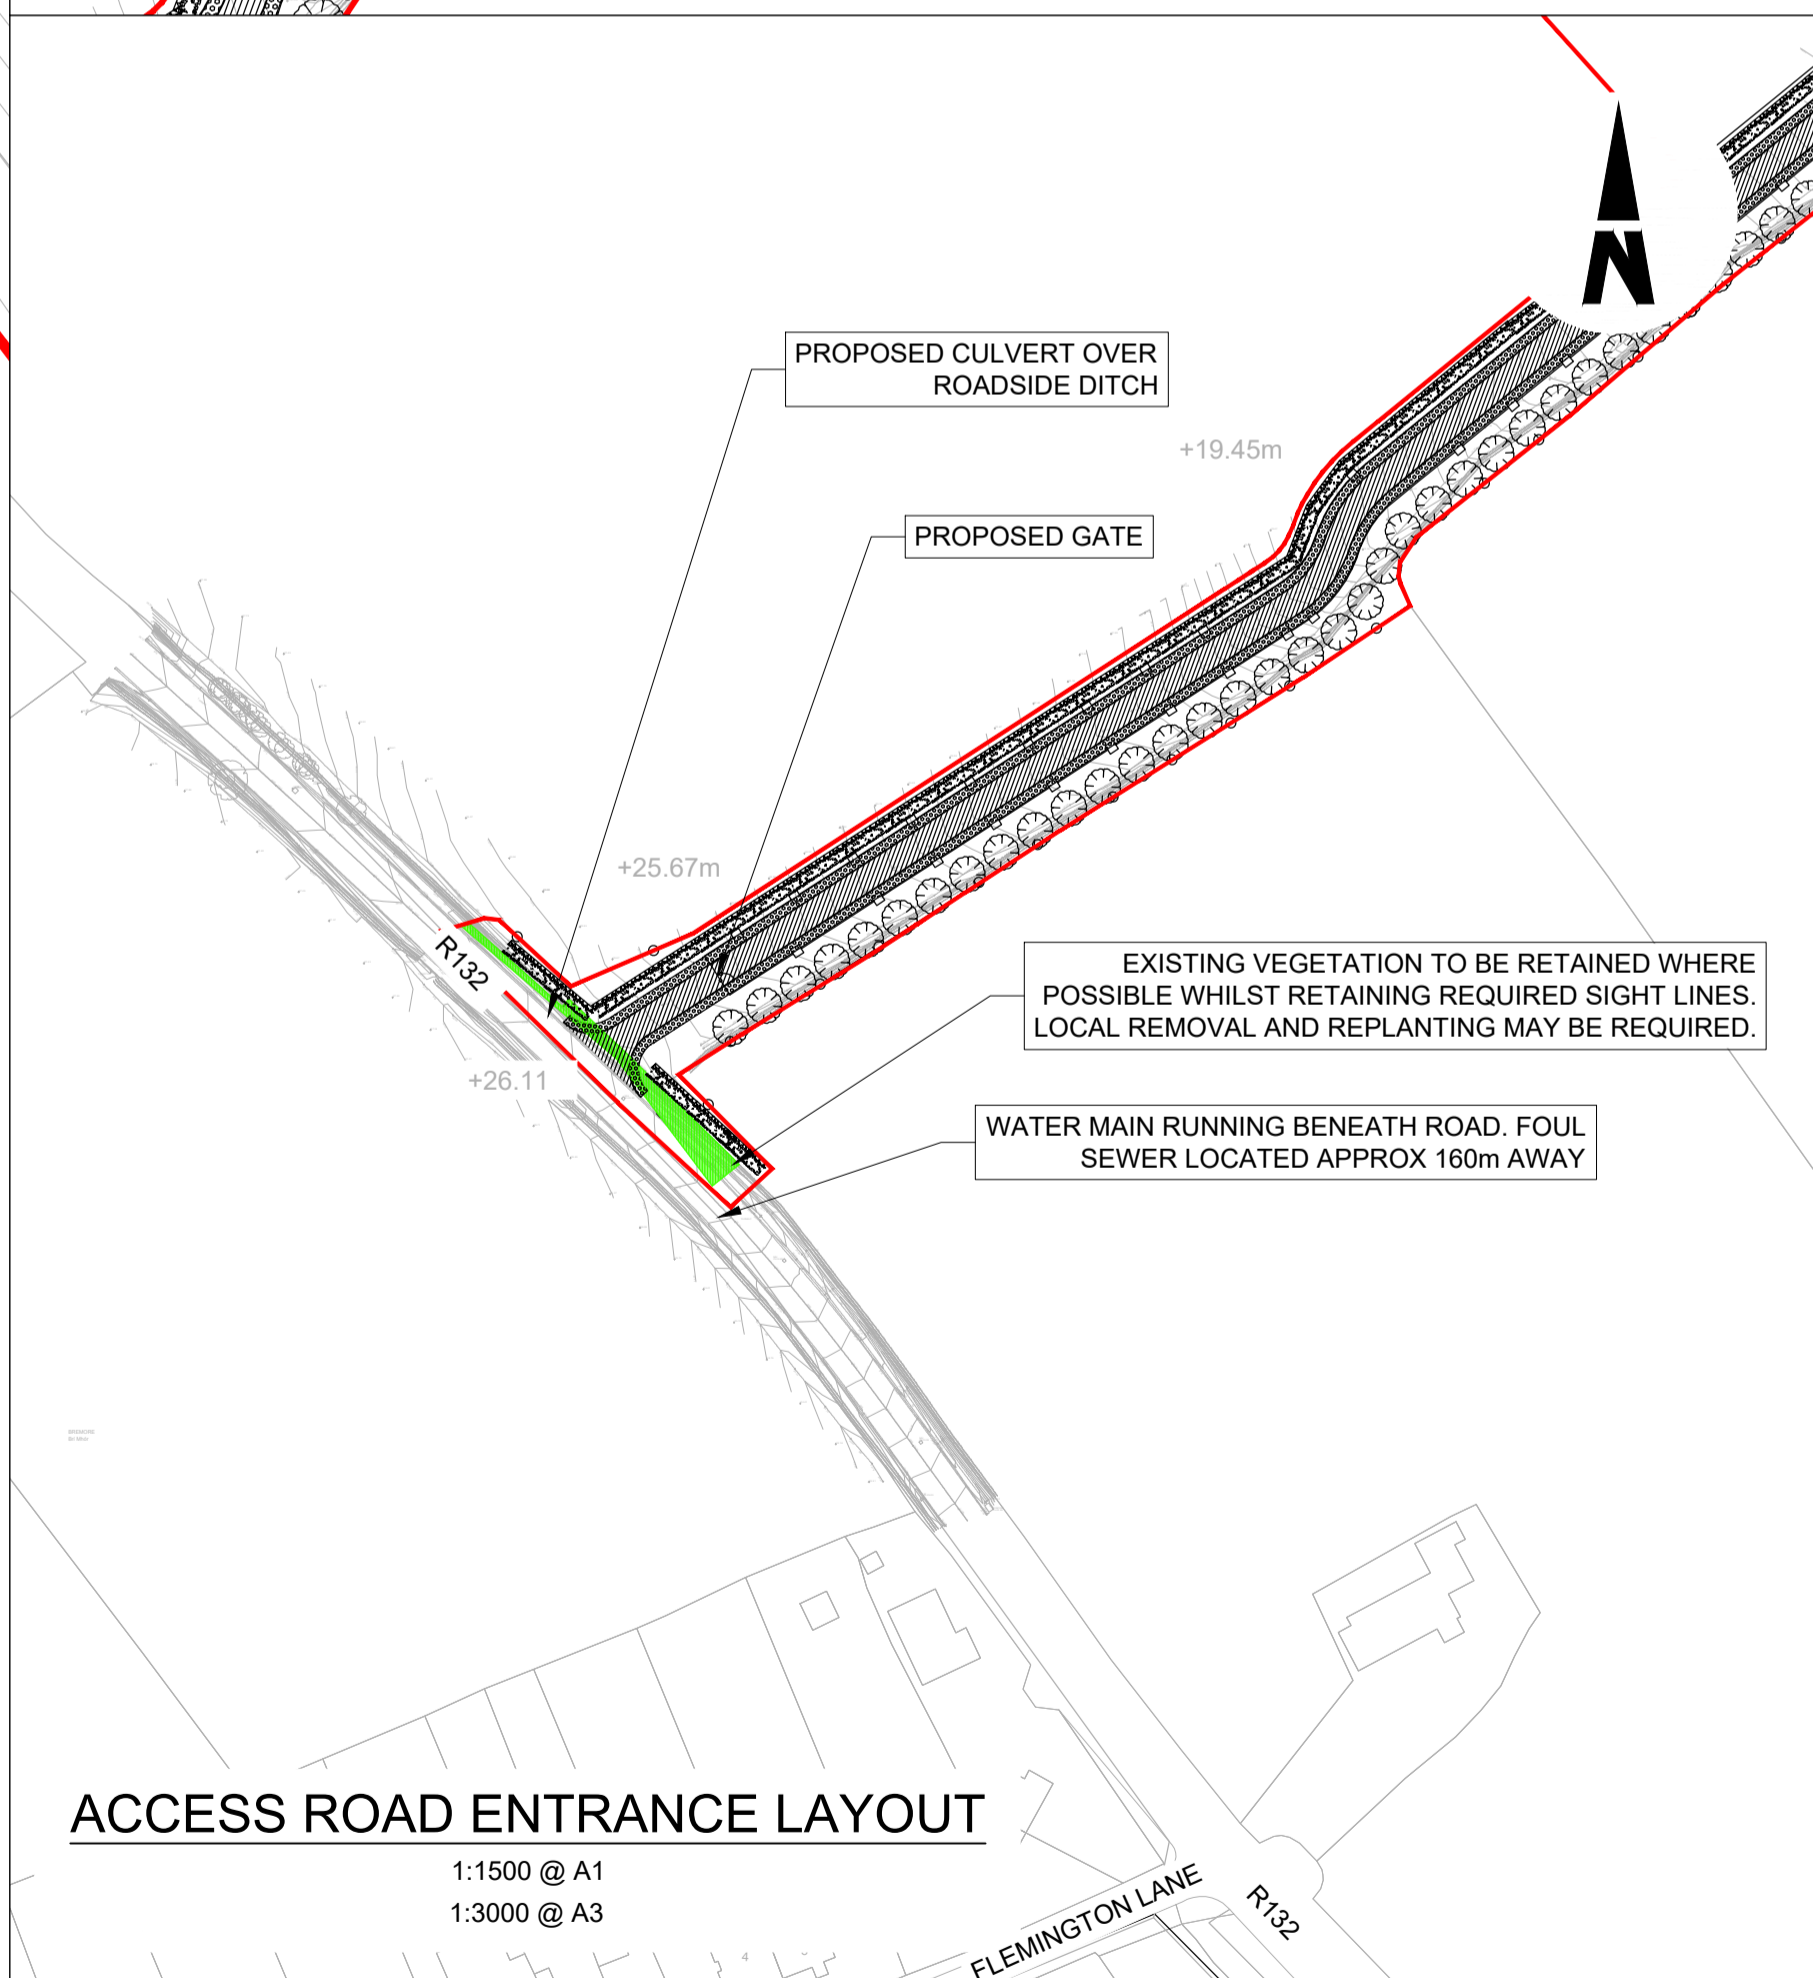 N
PROPOSED CULVERT OVER
ROADSIDE DITCH
+19.45m
PROPOSED GATE
+25.67m
R132
EXISTING VEGETATION TO BE RETAINED WHERE
POSSIBLE WHILST RETAINING REQUIRED SIGHT LINES.
LOCAL REMOVAL AND REPLANTING MAY BE REQUIRED.
+26.11
WATER MAIN RUNNING BENEATH ROAD. FOUL
SEWER LOCATED APPROX 160m AWAY
ACCESS ROAD ENTRANCE LAYOUT
1:1500 @ A1
1:3000 @ A3
FLEMINGTON LANE
R132
4